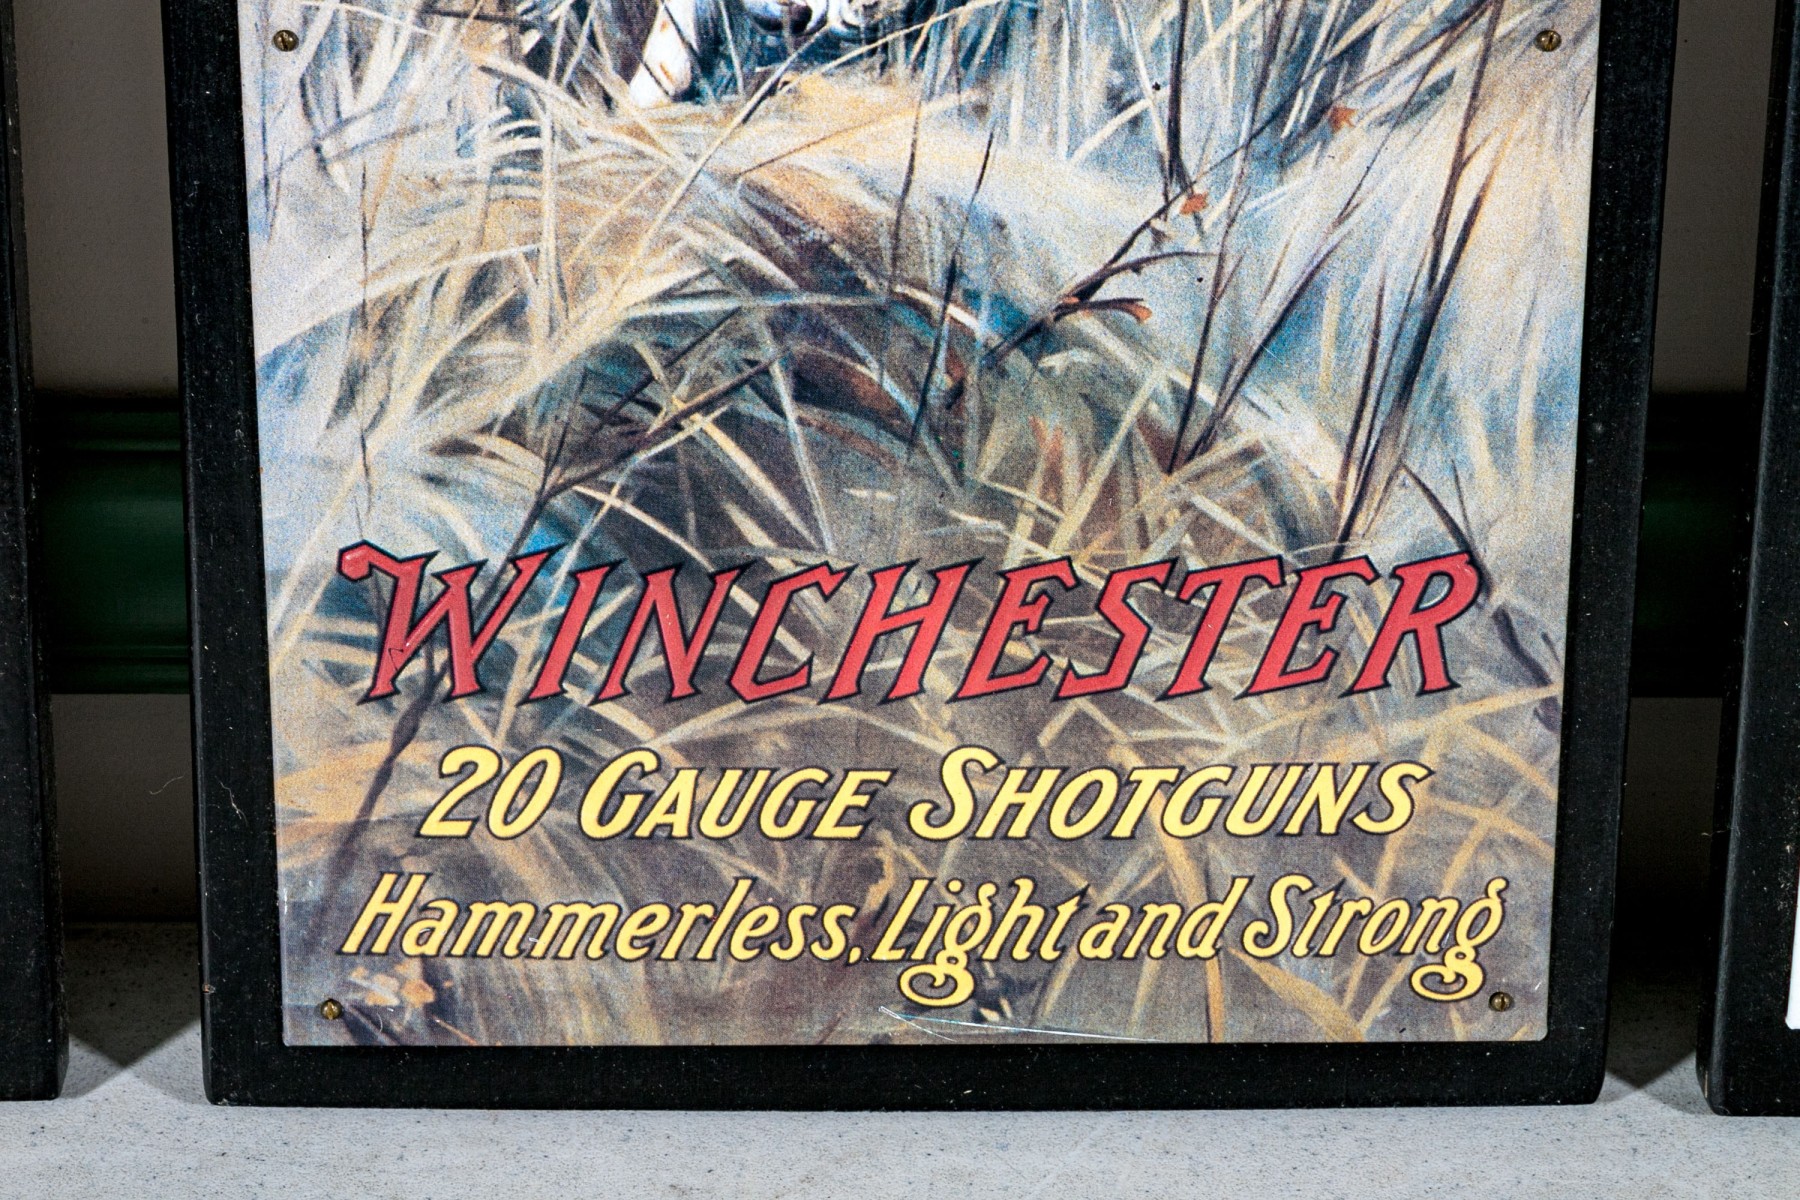 WINCHESTER
20 GAUGE SHOTGUNS
Hammerless, Light and Strong